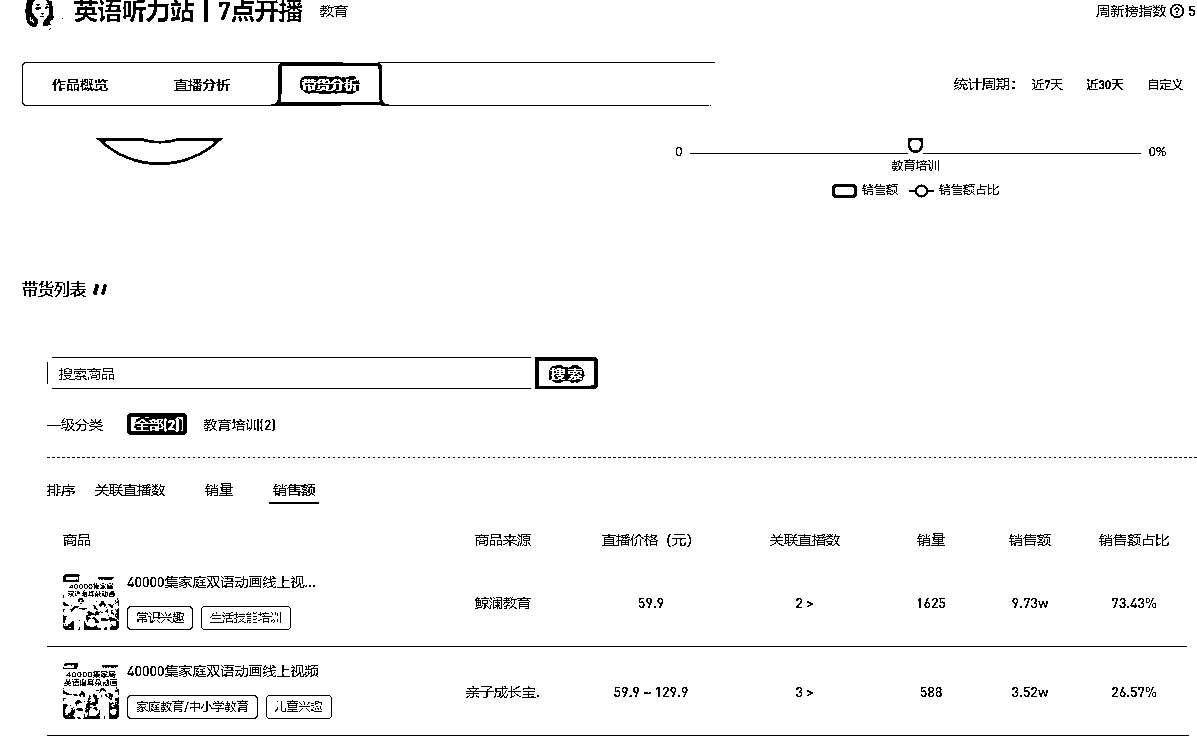 英语听力站丨7点开播 教育 周新榜指数 ? 5
作品概览 直播分析 带货分析 统计周期： 近7天 近30天 自定义
0 0%
教育培训
销售额 销售额占比
带货列表
搜索商品 搜索
一级分类 全部(2) 教育培训(2)
排序 关联直播数 销量 销售额
商品 商品来源 直播价格（元） 关联直播数 销量 销售额 销售额占比
40000集家庭双语动画线上视...
常识兴趣 生活技能培训
鲸澜教育 59.9 2 > 1625 9.73w 73.43%
40000集家庭双语动画线上视频
家庭教育/中小学教育 儿童兴趣
亲子成长宝. 59.9 ~ 129.9 3 > 588 3.52w 26.57%